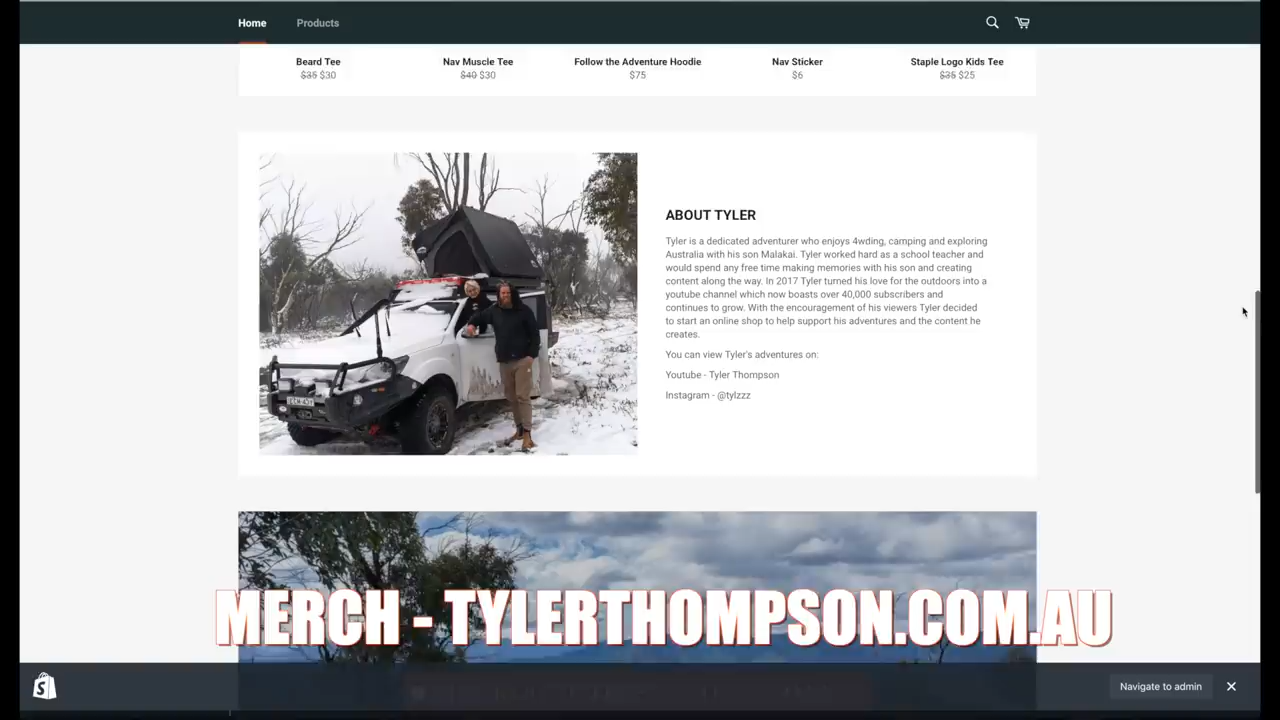 Home Products
Beard Tee
$35 $30
Nav Muscle Tee
$40 $30
Follow the Adventure Hoodie
$75
Nav Sticker
$6
Staple Logo Kids Tee
$35 $25
ABOUT TYLER
Tyler is a dedicated adventurer who enjoys 4wding, camping and exploring
Australia with his son Malakai. Tyler worked hard as a school teacher and
would spend any free time making memories with his son and creating
content along the way. In 2017 Tyler turned his love for the outdoors into a
youtube channel which now boasts over 40,000 subscribers and
continues to grow. With the encouragement of his viewers Tyler decided
to start an online shop to help support his adventures and the content he
creates.
You can view Tyler's adventures on:
Youtube - Tyler Thompson
Instagram - @tylzzz
MERCH - TYLERTHOMPSON.COM.AU
Navigate to admin